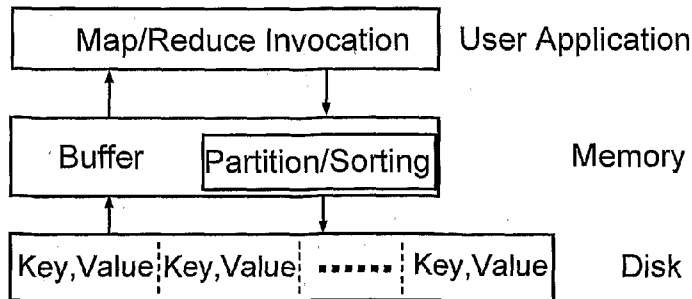 Map/Reduce Invocation User Application
Buffer Partition/Sorting Memory
Key,Value Key,Value Key,Value Disk